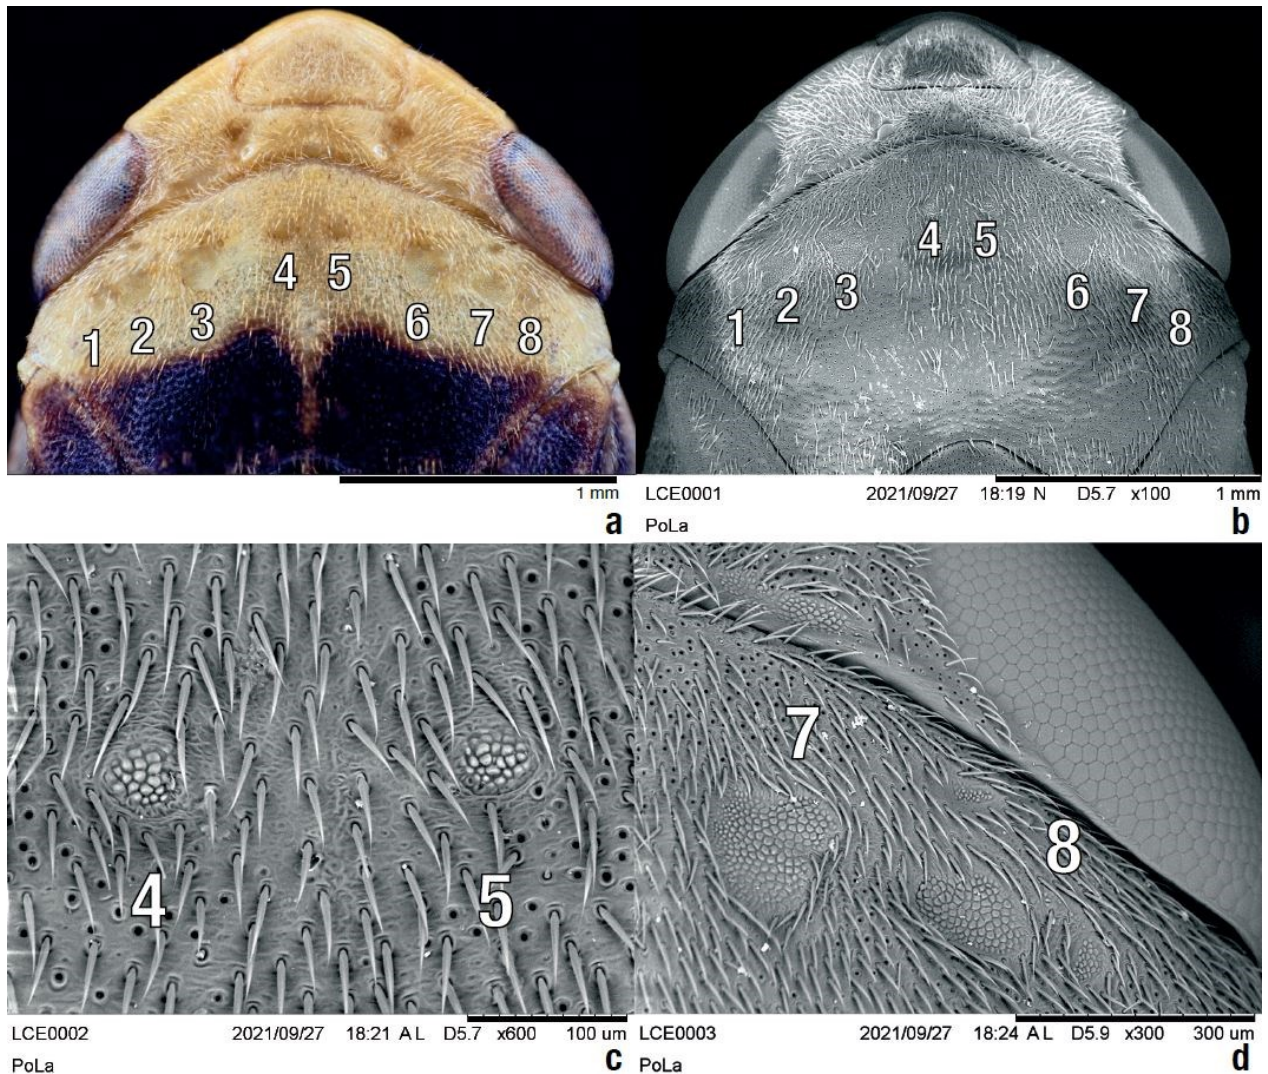 4 5
3 6 7 8
1 2
1 mm
a
4 5
3 6
2 7
1 8
LCE0001 2021/09/27 18:19 N D5.7 x100 1 mm
PoLa
b
4 5
LCE0002 2021/09/27 18:21 A L D5.7 x600 100 um
PoLa
c
7
8
LCE0003 2021/09/27 18:24 A L D5.9 x300 300 um
d